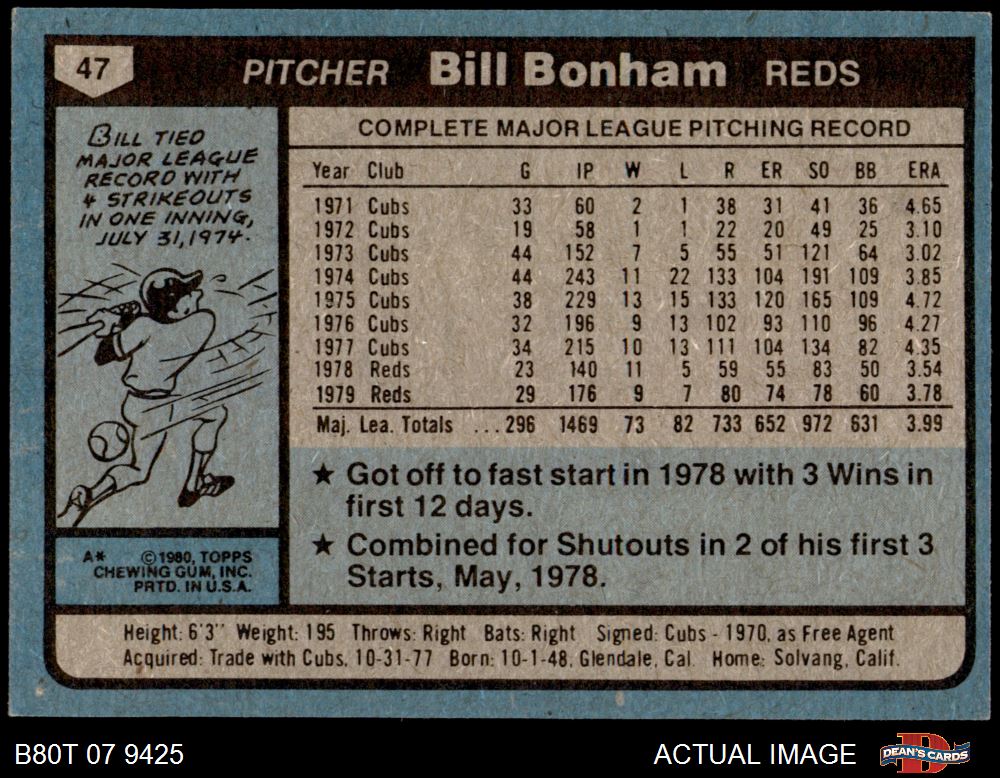 47 PITCHER Bill Bonham REDS
BILL TIED
MAJOR LEAGUE
RECORD WITH
4 STRIKEOUTS
IN ONE INNING,
JULY 31, 1974.
A* ©1980, TOPPS
CHEWING GUM, INC.
PRTD. IN U.S.A.
COMPLETE MAJOR LEAGUE PITCHING RECORD
Year Club G IP W L R ER SO BB ERA
1971 Cubs 33 60 2 1 38 31 41 36 4.65
1972 Cubs 19 58 1 1 22 20 49 25 3.10
1973 Cubs 44 152 7 5 55 51 121 64 3.02
1974 Cubs 44 243 11 22 133 104 191 109 3.85
1975 Cubs 38 229 13 15 133 120 165 109 4.72
1976 Cubs 32 196 9 13 102 93 110 96 4.27
1977 Cubs 34 215 10 13 111 104 134 82 4.35
1978 Reds 23 140 11 5 59 55 83 50 3.54
1979 Reds 29 176 9 7 80 74 78 60 3.78
Maj. Lea. Totals ...296 1469 73 82 733 652 972 631 3.99
★ Got off to fast start in 1978 with 3 Wins in
first 12 days.
★ Combined for Shutouts in 2 of his first 3
Starts, May, 1978.
Height: 6'3" Weight: 195 Throws: Right Bats: Right Signed: Cubs - 1970, as Free Agent
Acquired: Trade with Cubs, 10-31-77 Born: 10-1-48, Glendale, Cal. Home: Solvang, Calif.
B80T 07 9425 ACTUAL IMAGE DEAN'S CARDS